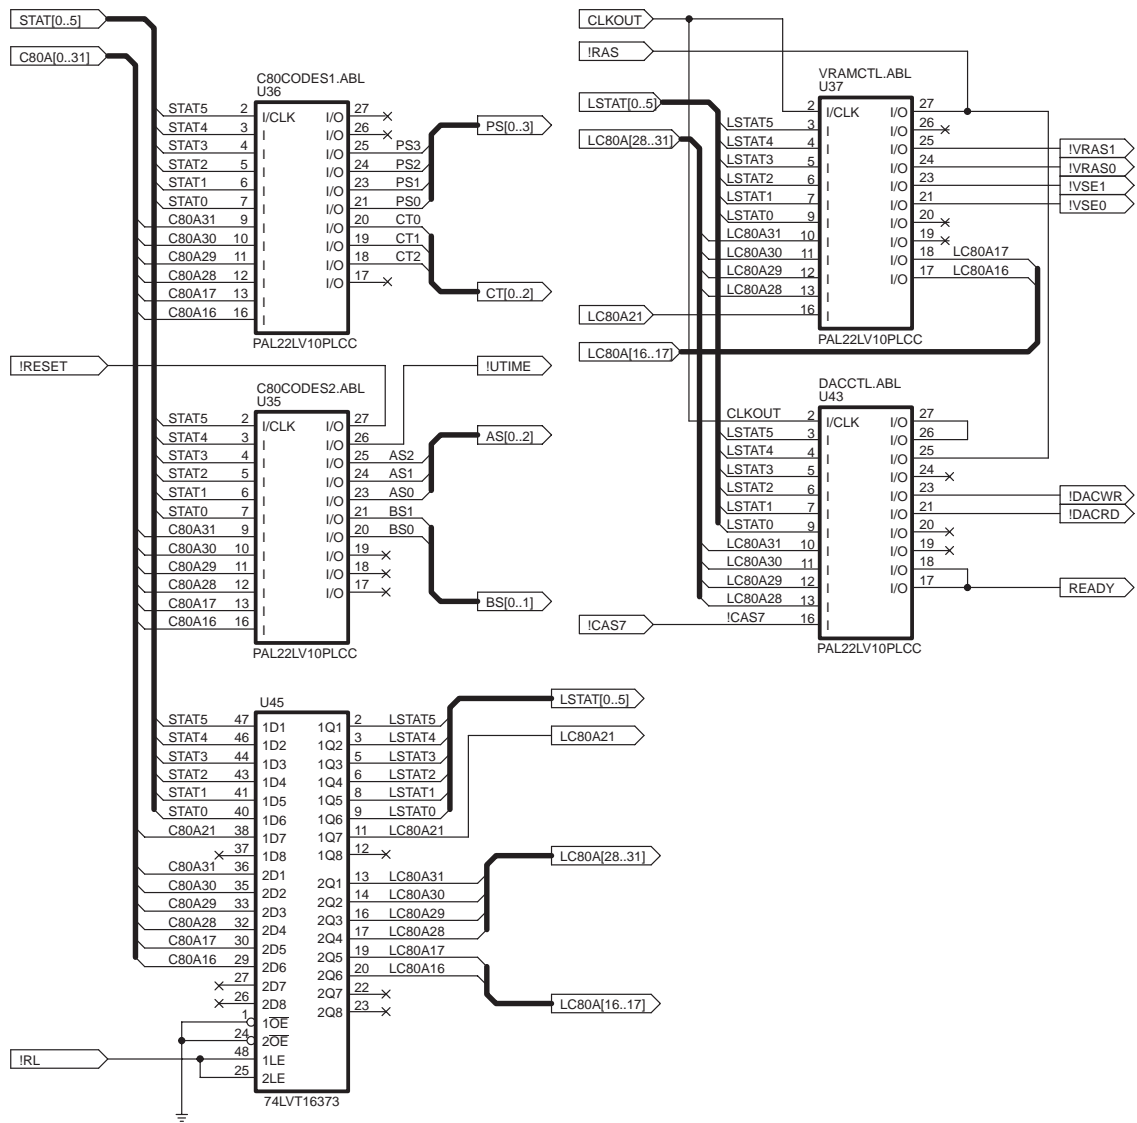 STAT[0..5]
C80A[0..31]
C80CODES1.ABL
U36
STAT5 2 I/CLK I/O 27
STAT4 3 I I/O 26
STAT3 4 I I/O 25 PS3
STAT2 5 I I/O 24 PS2
STAT1 6 I I/O 23 PS1
STAT0 7 I I/O 21 PS0
C80A31 9 I I/O 20 CT0
C80A30 10 I I/O 19 CT1
C80A29 11 I I/O 18 CT2
C80A28 12 I I/O 17
C80A17 13 I
C80A16 16 I
PAL22LV10PLCC
PS[0..3]
CT[0..2]
!RESET
!UTIME
C80CODES2.ABL
U35
STAT5 2 I/CLK I/O 27
STAT4 3 I I/O 26
STAT3 4 I I/O 25 AS2
STAT2 5 I I/O 24 AS1
STAT1 6 I I/O 23 AS0
STAT0 7 I I/O 21 BS1
C80A31 9 I I/O 20 BS0
C80A30 10 I I/O 19
C80A29 11 I I/O 18
C80A28 12 I I/O 17
C80A17 13 I
C80A16 16 I
PAL22LV10PLCC
AS[0..2]
BS[0..1]
U45
STAT5 47 1D1 1Q1 2 LSTAT5
STAT4 46 1D2 1Q2 3 LSTAT4
STAT3 44 1D3 1Q3 5 LSTAT3
STAT2 43 1D4 1Q4 6 LSTAT2
STAT1 41 1D5 1Q5 8 LSTAT1
STAT0 40 1D6 1Q6 9 LSTAT0
C80A21 38 1D7 1Q7 11 LC80A21
37 1D8 1Q8 12
C80A31 36 2D1 2Q1 13 LC80A31
C80A30 35 2D2 2Q2 14 LC80A30
C80A29 33 2D3 2Q3 16 LC80A29
C80A28 32 2D4 2Q4 17 LC80A28
C80A17 30 2D5 2Q5 19 LC80A17
C80A16 29 2D6 2Q6 20 LC80A16
27 2D7 2Q7 22
26 2D8 2Q8 23
1 1OE
24 2OE
48 1LE
25 2LE
!RL
74LVT16373
LSTAT[0..5]
LC80A21
LC80A[28..31]
LC80A[16..17]
CLKOUT
!RAS
LSTAT[0..5]
LC80A[28..31]
VRAMCTL.ABL
U37
2 I/CLK I/O 27
LSTAT5 3 I I/O 26
LSTAT4 4 I I/O 25
LSTAT3 5 I I/O 24
LSTAT2 6 I I/O 23
LSTAT1 7 I I/O 21
LSTAT0 9 I I/O 20
LC80A31 10 I I/O 19
LC80A30 11 I I/O 18 LC80A17
LC80A29 12 I I/O 17 LC80A16
LC80A28 13 I
LC80A21 16 I
PAL22LV10PLCC
!VRAS1
!VRAS0
!VSE1
!VSE0
LC80A[16..17]
DACCTL.ABL
U43
CLKOUT 2 I/CLK I/O 27
LSTAT5 3 I I/O 26
LSTAT4 4 I I/O 25
LSTAT3 5 I I/O 24
LSTAT2 6 I I/O 23
LSTAT1 7 I I/O 21
LSTAT0 9 I I/O 20
LC80A31 10 I I/O 19
LC80A30 11 I I/O 18
LC80A29 12 I I/O 17
LC80A28 13 I
!CAS7 !CAS7 16 I
PAL22LV10PLCC
!DACWR
!DACRD
READY